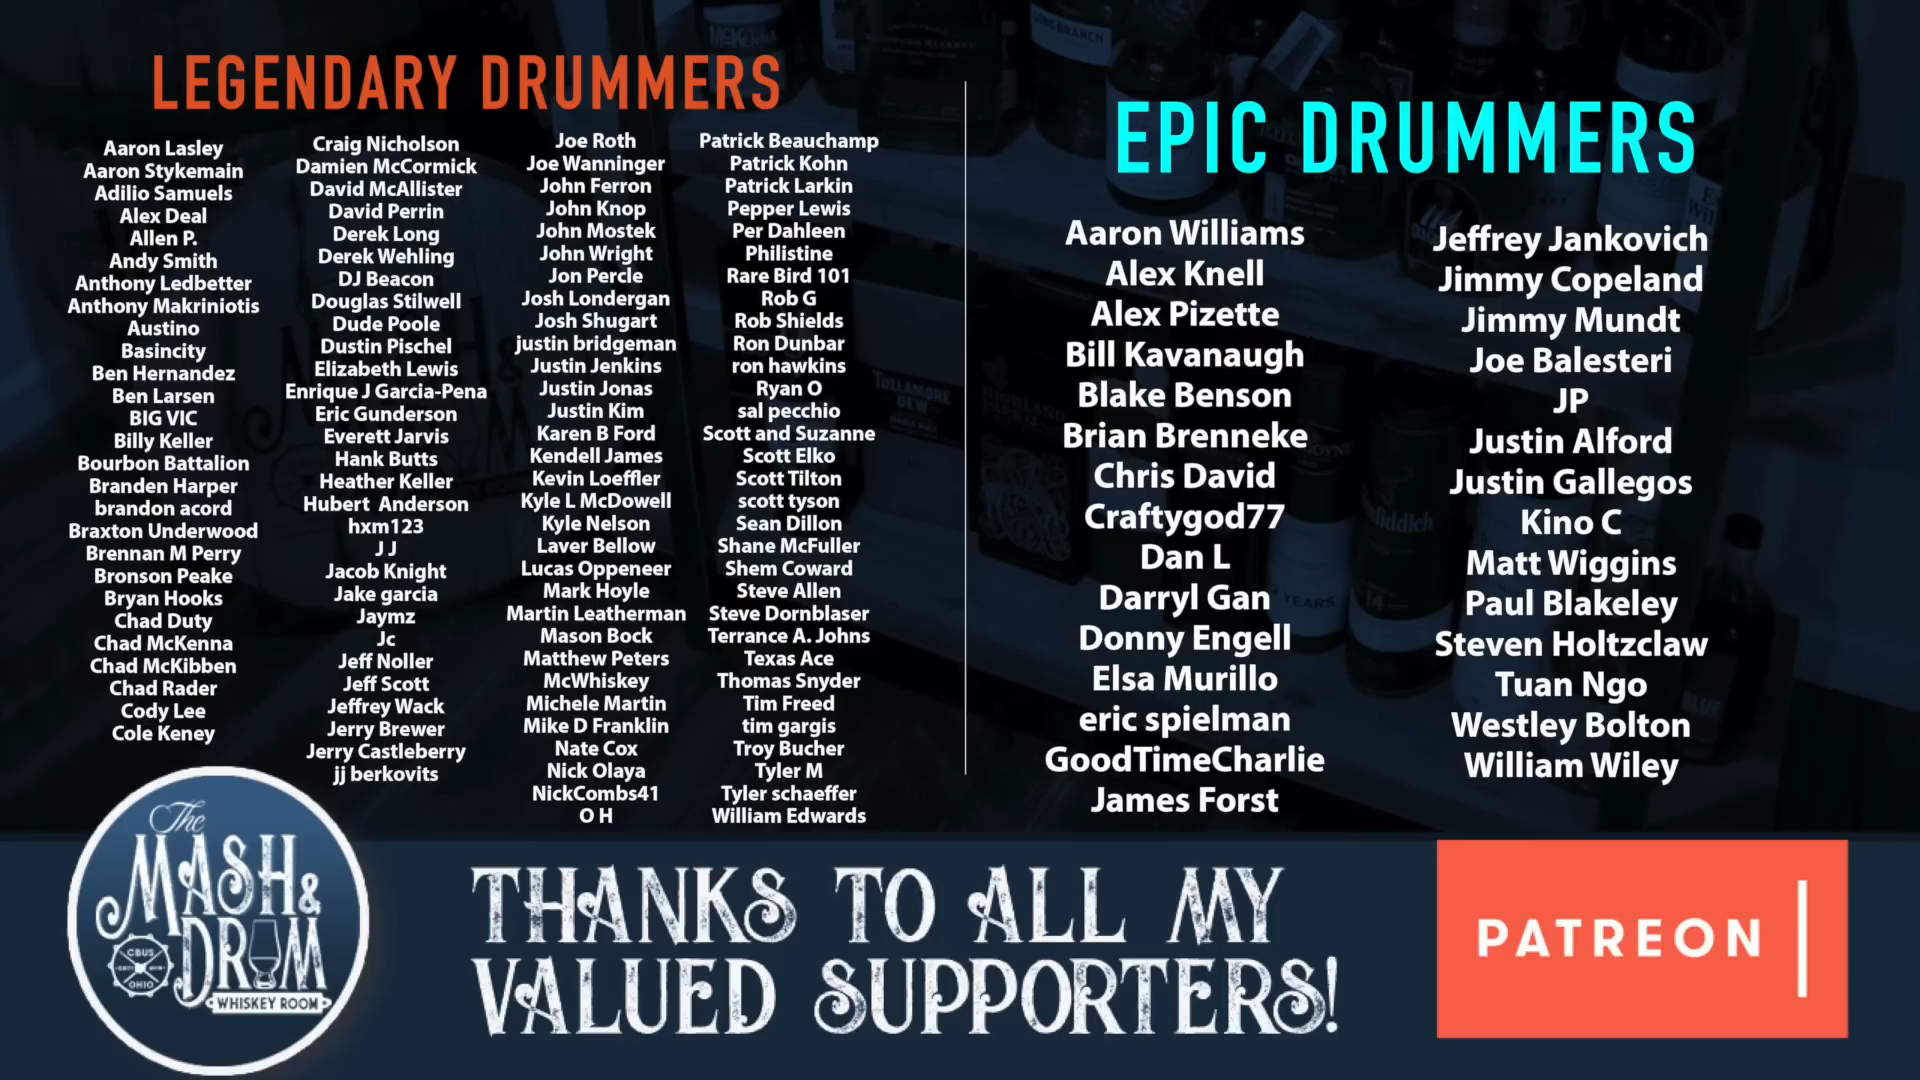 LEGENDARY DRUMMERS
Aaron Lasley
Aaron Stykemain
Adilio Samuels
Alex Deal
Allen P.
Andy Smith
Anthony Ledbetter
Anthony Makriniotis
Austino
Basincity
Ben Hernandez
Ben Larsen
BIG VIC
Billy Keller
Bourbon Battalion
Branden Harper
brandon acord
Braxton Underwood
Brennan M Perry
Bronson Peake
Bryan Hooks
Chad Duty
Chad McKenna
Chad McKibben
Chad Rader
Cody Lee
Cole Keney
Craig Nicholson
Damien McCormick
David McAllister
David Perrin
Derek Long
Derek Wehling
DJ Beacon
Douglas Stilwell
Dude Poole
Dustin Pischel
Elizabeth Lewis
Enrique J Garcia-Pena
Eric Gunderson
Everett Jarvis
Hank Butts
Heather Keller
Hubert Anderson
hxm123
J J
Jacob Knight
Jake garcia
Jaymz
Jc
Jeff Noller
Jeff Scott
Jeffrey Wack
Jerry Brewer
Jerry Castleberry
jj berkovits
Joe Roth
Joe Wanninger
John Ferron
John Knop
John Mostek
John Wright
Jon Percle
Josh Londergan
Josh Shugart
justin bridgeman
Justin Jenkins
Justin Jonas
Justin Kim
Karen B Ford
Kendell James
Kevin Loeffler
Kyle L McDowell
Kyle Nelson
Laver Bellow
Lucas Oppeneer
Mark Hoyle
Martin Leatherman
Mason Bock
Matthew Peters
McWhiskey
Michele Martin
Mike D Franklin
Nate Cox
Nick Olaya
NickCombs41
O H
Patrick Beauchamp
Patrick Kohn
Patrick Larkin
Pepper Lewis
Per Dahleen
Philistine
Rare Bird 101
Rob G
Rob Shields
Ron Dunbar
ron hawkins
Ryan O
sal pecchio
Scott and Suzanne
Scott Elko
Scott Tilton
scott tyson
Sean Dillon
Shane McFuller
Shem Coward
Steve Allen
Steve Dornblaser
Terrance A. Johns
Texas Ace
Thomas Snyder
Tim Freed
tim gargis
Troy Bucher
Tyler M
Tyler schaeffer
William Edwards
EPIC DRUMMERS
Aaron Williams
Alex Knell
Alex Pizette
Bill Kavanaugh
Blake Benson
Brian Brenneke
Chris David
Craftygod77
Dan L
Darryl Gan
Donny Engell
Elsa Murillo
eric spielman
GoodTimeCharlie
James Forst
Jeffrey Jankovich
Jimmy Copeland
Jimmy Mundt
Joe Balesteri
JP
Justin Alford
Justin Gallegos
Kino C
Matt Wiggins
Paul Blakeley
Steven Holtzclaw
Tuan Ngo
Westley Bolton
William Wiley
The
MASH &
DRUM
CBUS
OHIO
WHISKEY ROOM
THANKS TO ALL MY
VALUED SUPPORTERS!
PATREON
TULLAMORE
DEW